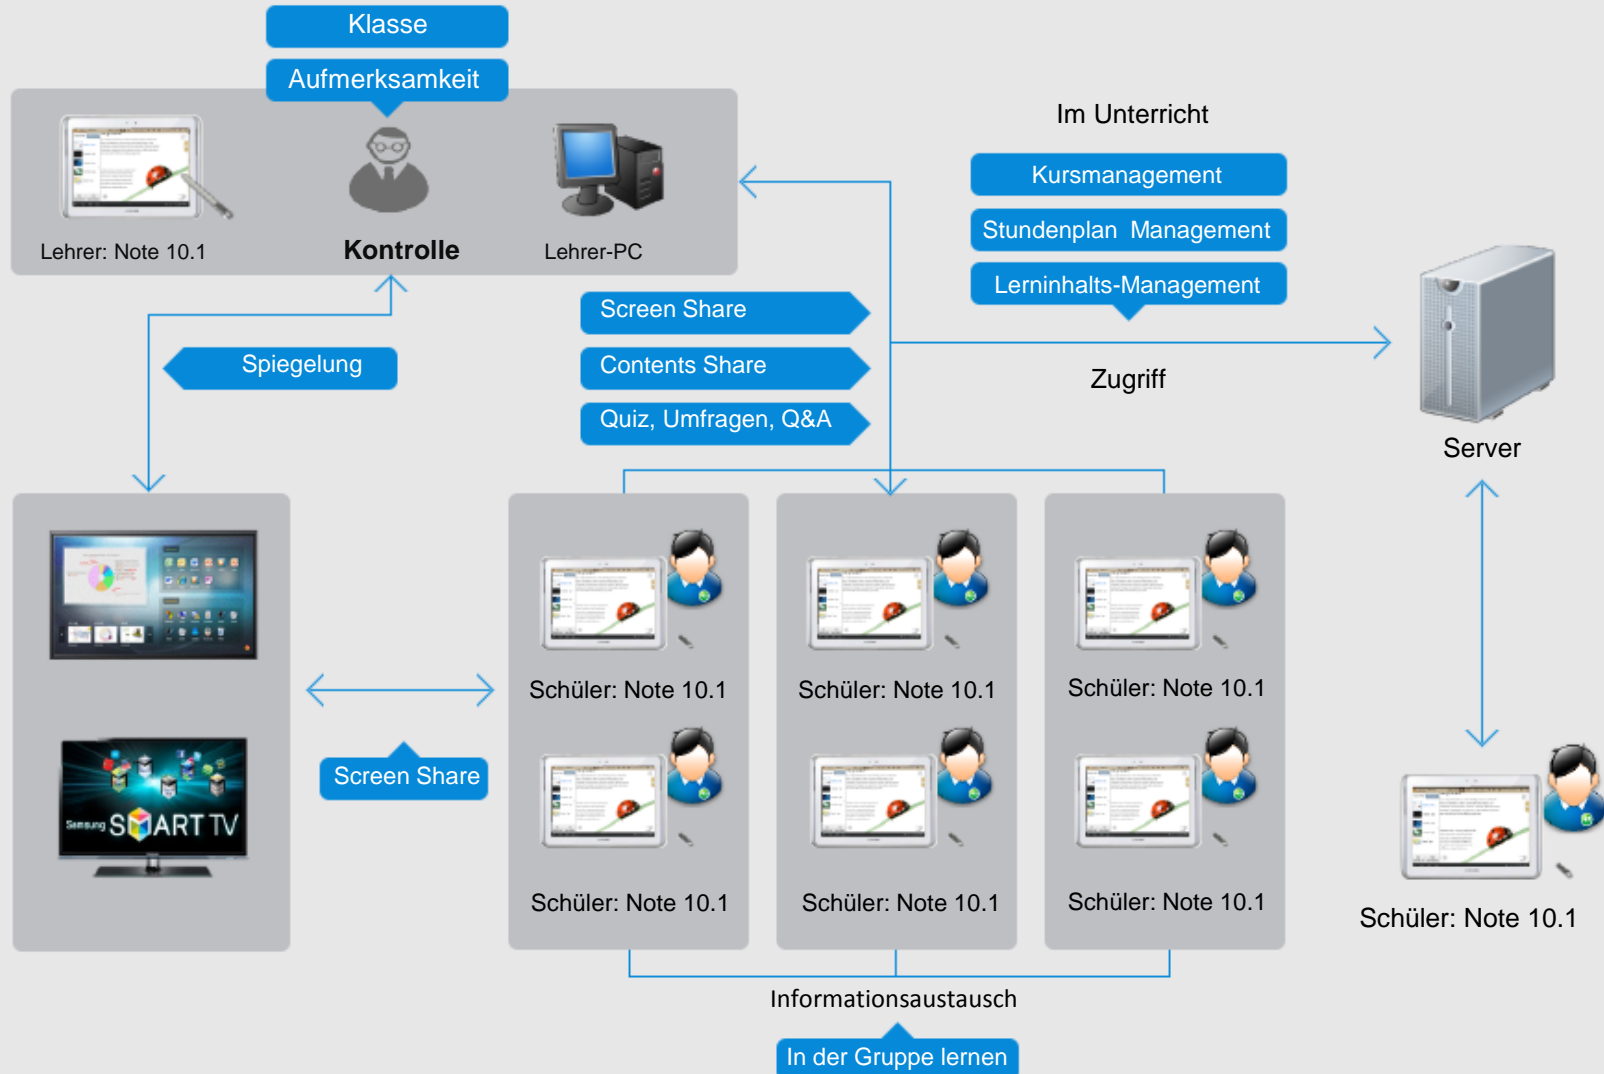 Klasse
Aufmerksamkeit
Lehrer: Note 10.1
Kontrolle
Lehrer-PC
Im Unterricht
Kursmanagement
Stundenplan Management
Lerninhalts-Management
Zugriff
Server
Spiegelung
Screen Share
Contents Share
Quiz, Umfragen, Q&A
Samsung SMART TV
Screen Share
Schüler: Note 10.1
Schüler: Note 10.1
Schüler: Note 10.1
Schüler: Note 10.1
Schüler: Note 10.1
Schüler: Note 10.1
Schüler: Note 10.1
Informationsaustausch
In der Gruppe lernen